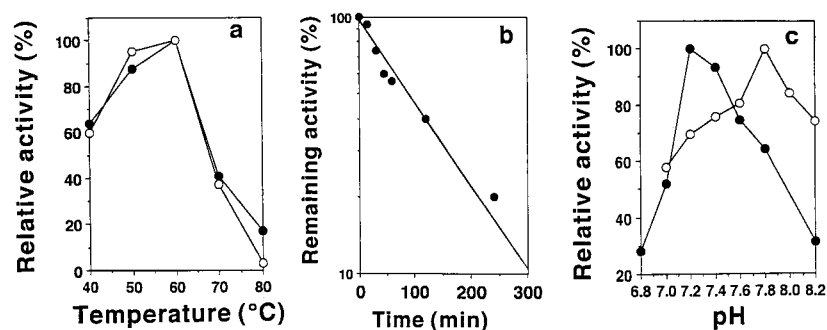 a
Relative activity (%)
100
80
60
40
20
0
40 50 60 70 80
Temperature (°C)
b
Remaining activity (%)
100
10
0 100 200 300
Time (min)
c
Relative activity (%)
100
80
60
40
20
6.8 7.0 7.2 7.4 7.6 7.8 8.0 8.2
pH